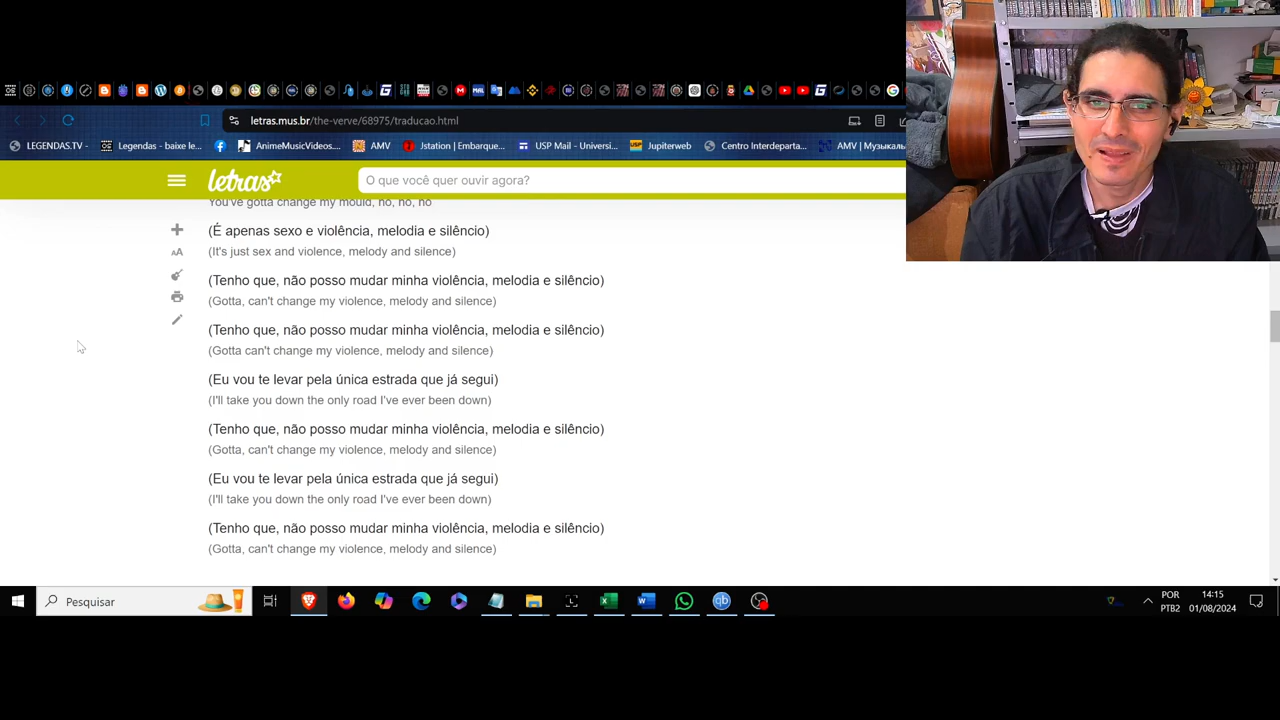 letras.mus.br/the-verve/68975/traducao.html
LEGENDAS.TV -
Legendas - baixe le...
AnimeMusicVideos...
AMV
Jstation | Embarque...
USP Mail - Universi...
Jupiterweb
Centro Interdeparta...
AMV | Музыкаль
letras
O que você quer ouvir agora?
You've gotta change my mould, no, no, no
(É apenas sexo e violência, melodia e silêncio)
(It's just sex and violence, melody and silence)
(Tenho que, não posso mudar minha violência, melodia e silêncio)
(Gotta, can't change my violence, melody and silence)
(Tenho que, não posso mudar minha violência, melodia e silêncio)
(Gotta can't change my violence, melody and silence)
(Eu vou te levar pela única estrada que já segui)
(I'll take you down the only road I've ever been down)
(Tenho que, não posso mudar minha violência, melodia e silêncio)
(Gotta, can't change my violence, melody and silence)
(Eu vou te levar pela única estrada que já segui)
(I'll take you down the only road I've ever been down)
(Tenho que, não posso mudar minha violência, melodia e silêncio)
(Gotta, can't change my violence, melody and silence)
Pesquisar
POR
PTB2
14:15
01/08/2024